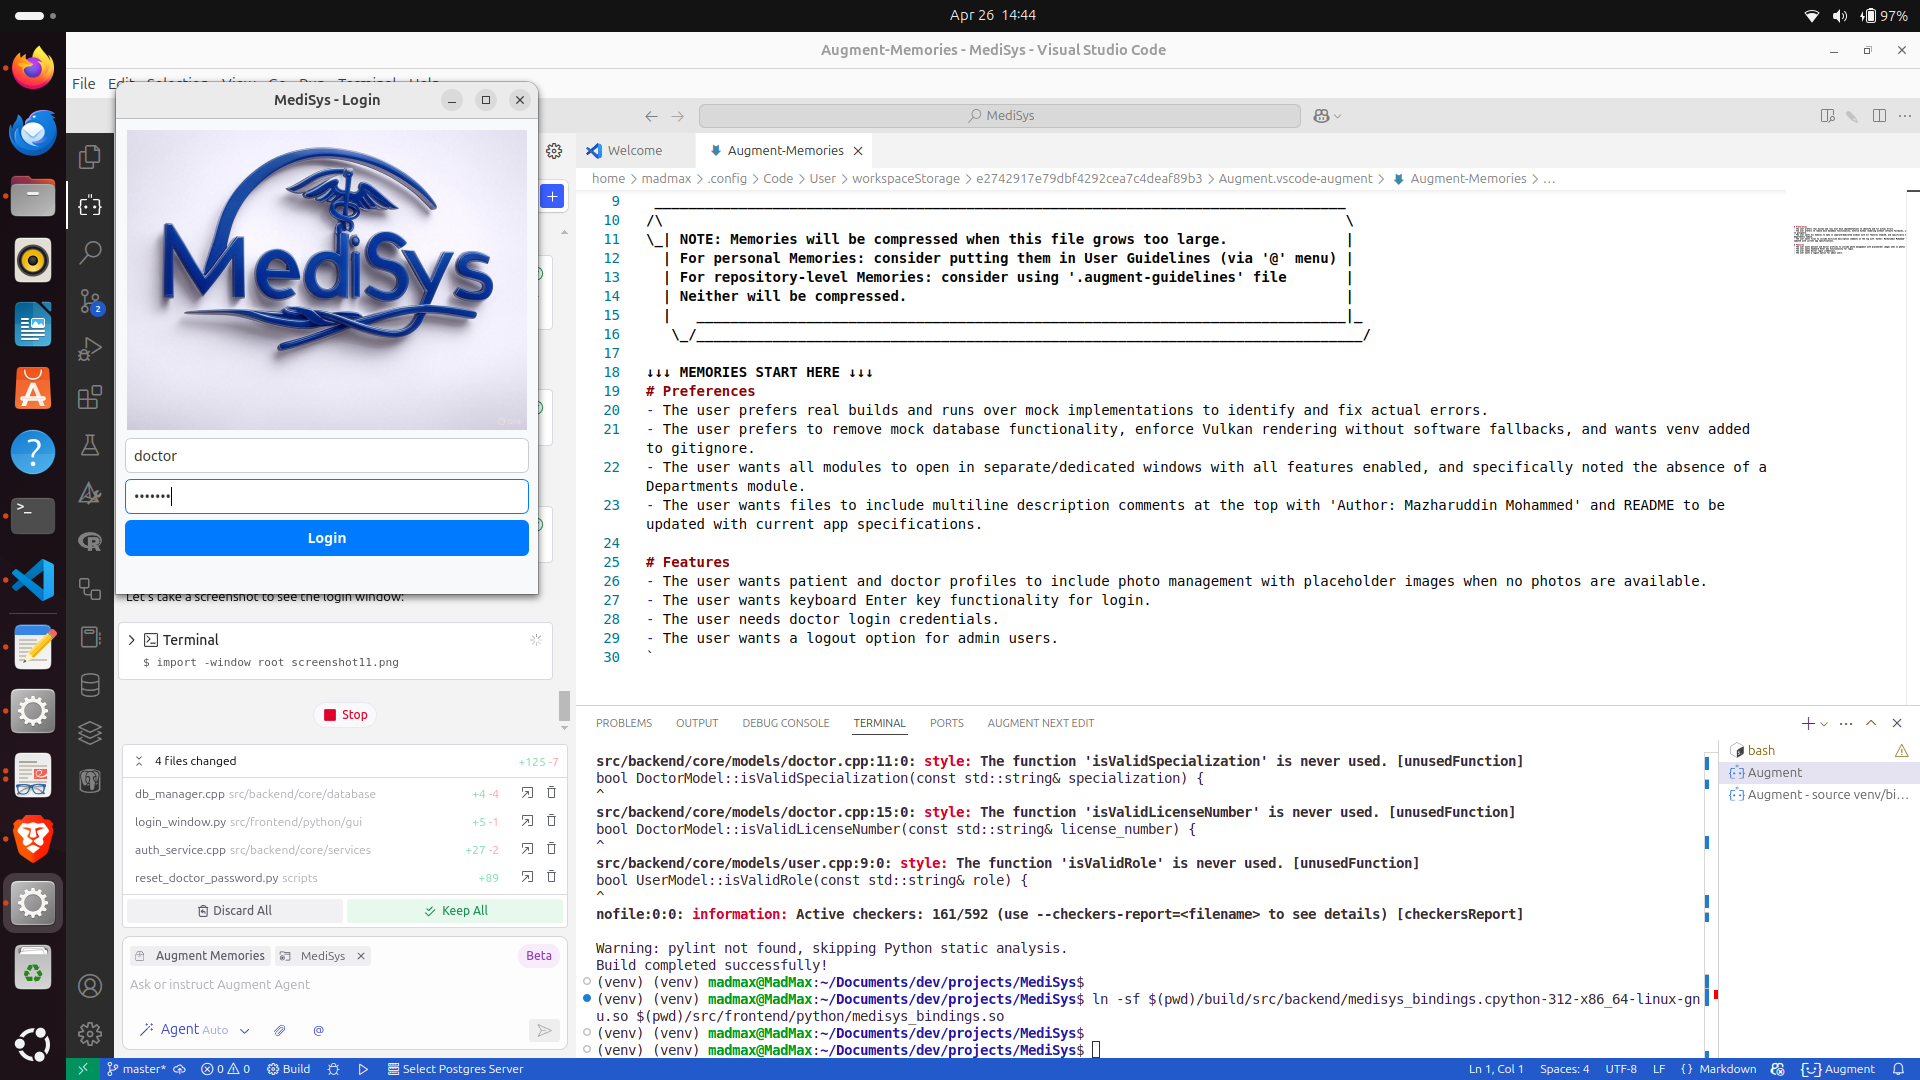 Apr 26 14:44
97%
Augment-Memories - MediSys - Visual Studio Code
File
MediSys - Login
MediSys
MediSys
doctor
•••••••
Login
Let's take a screenshot to see the login window:
Terminal
$ import -window root screenshot11.png
Stop
4 files changed +125 -7
db_manager.cpp src/backend/core/database +4 -4
login_window.py src/frontend/python/gui +5 -1
auth_service.cpp src/backend/core/services +27 -2
reset_doctor_password.py scripts +89
Discard All Keep All
Augment Memories MediSys Beta
Ask or instruct Augment Agent
Agent Auto
2
Welcome Augment-Memories
home > madmax > .config > Code > User > workspaceStorage > e2742917e79dbf4292cea7c4deaf89b3 > Augment.vscode-augment > Augment-Memories > ...
9 ______________________________________________________________________________
10 /\ \
11 \_| NOTE: Memories will be compressed when this file grows too large. |
12 | For personal Memories: consider putting them in User Guidelines (via '@' menu) |
13 | For repository-level Memories: consider using '.augment-guidelines' file |
14 | Neither will be compressed. |
15 | _____________________________________________________________________________|_
16 \_/_______________________________________________________________________________/
17
18 ↓↓↓ MEMORIES START HERE ↓↓↓
19 # Preferences
20 - The user prefers real builds and runs over mock implementations to identify and fix actual errors.
21 - The user prefers to remove mock database functionality, enforce Vulkan rendering without software fallbacks, and wants venv added
to gitignore.
22 - The user wants all modules to open in separate/dedicated windows with all features enabled, and specifically noted the absence of a
Departments module.
23 - The user wants files to include multiline description comments at the top with 'Author: Mazharuddin Mohammed' and README to be
updated with current app specifications.
24
25 # Features
26 - The user wants patient and doctor profiles to include photo management with placeholder images when no photos are available.
27 - The user wants keyboard Enter key functionality for login.
28 - The user needs doctor login credentials.
29 - The user wants a logout option for admin users.
30 `
PROBLEMS OUTPUT DEBUG CONSOLE TERMINAL PORTS AUGMENT NEXT EDIT
src/backend/core/models/doctor.cpp:11:0: style: The function 'isValidSpecialization' is never used. [unusedFunction]
bool DoctorModel::isValidSpecialization(const std::string& specialization) {
^
src/backend/core/models/doctor.cpp:15:0: style: The function 'isValidLicenseNumber' is never used. [unusedFunction]
bool DoctorModel::isValidLicenseNumber(const std::string& license_number) {
^
src/backend/core/models/user.cpp:9:0: style: The function 'isValidRole' is never used. [unusedFunction]
bool UserModel::isValidRole(const std::string& role) {
^
nofile:0:0: information: Active checkers: 161/592 (use --checkers-report=<filename> to see details) [checkersReport]
Warning: pylint not found, skipping Python static analysis.
Build completed successfully!
(venv) (venv) madmax@MadMax:~/Documents/dev/projects/MediSys$
(venv) (venv) madmax@MadMax:~/Documents/dev/projects/MediSys$ ln -sf $(pwd)/build/src/backend/medisys_bindings.cpython-312-x86_64-linux-gn
u.so $(pwd)/src/frontend/python/medisys_bindings.so
(venv) (venv) madmax@MadMax:~/Documents/dev/projects/MediSys$
(venv) (venv) madmax@MadMax:~/Documents/dev/projects/MediSys$
bash
Augment
Augment - source venv/bi...
master* 0 0 Build Select Postgres Server
Ln 1, Col 1 Spaces: 4 UTF-8 LF { } Markdown Augment